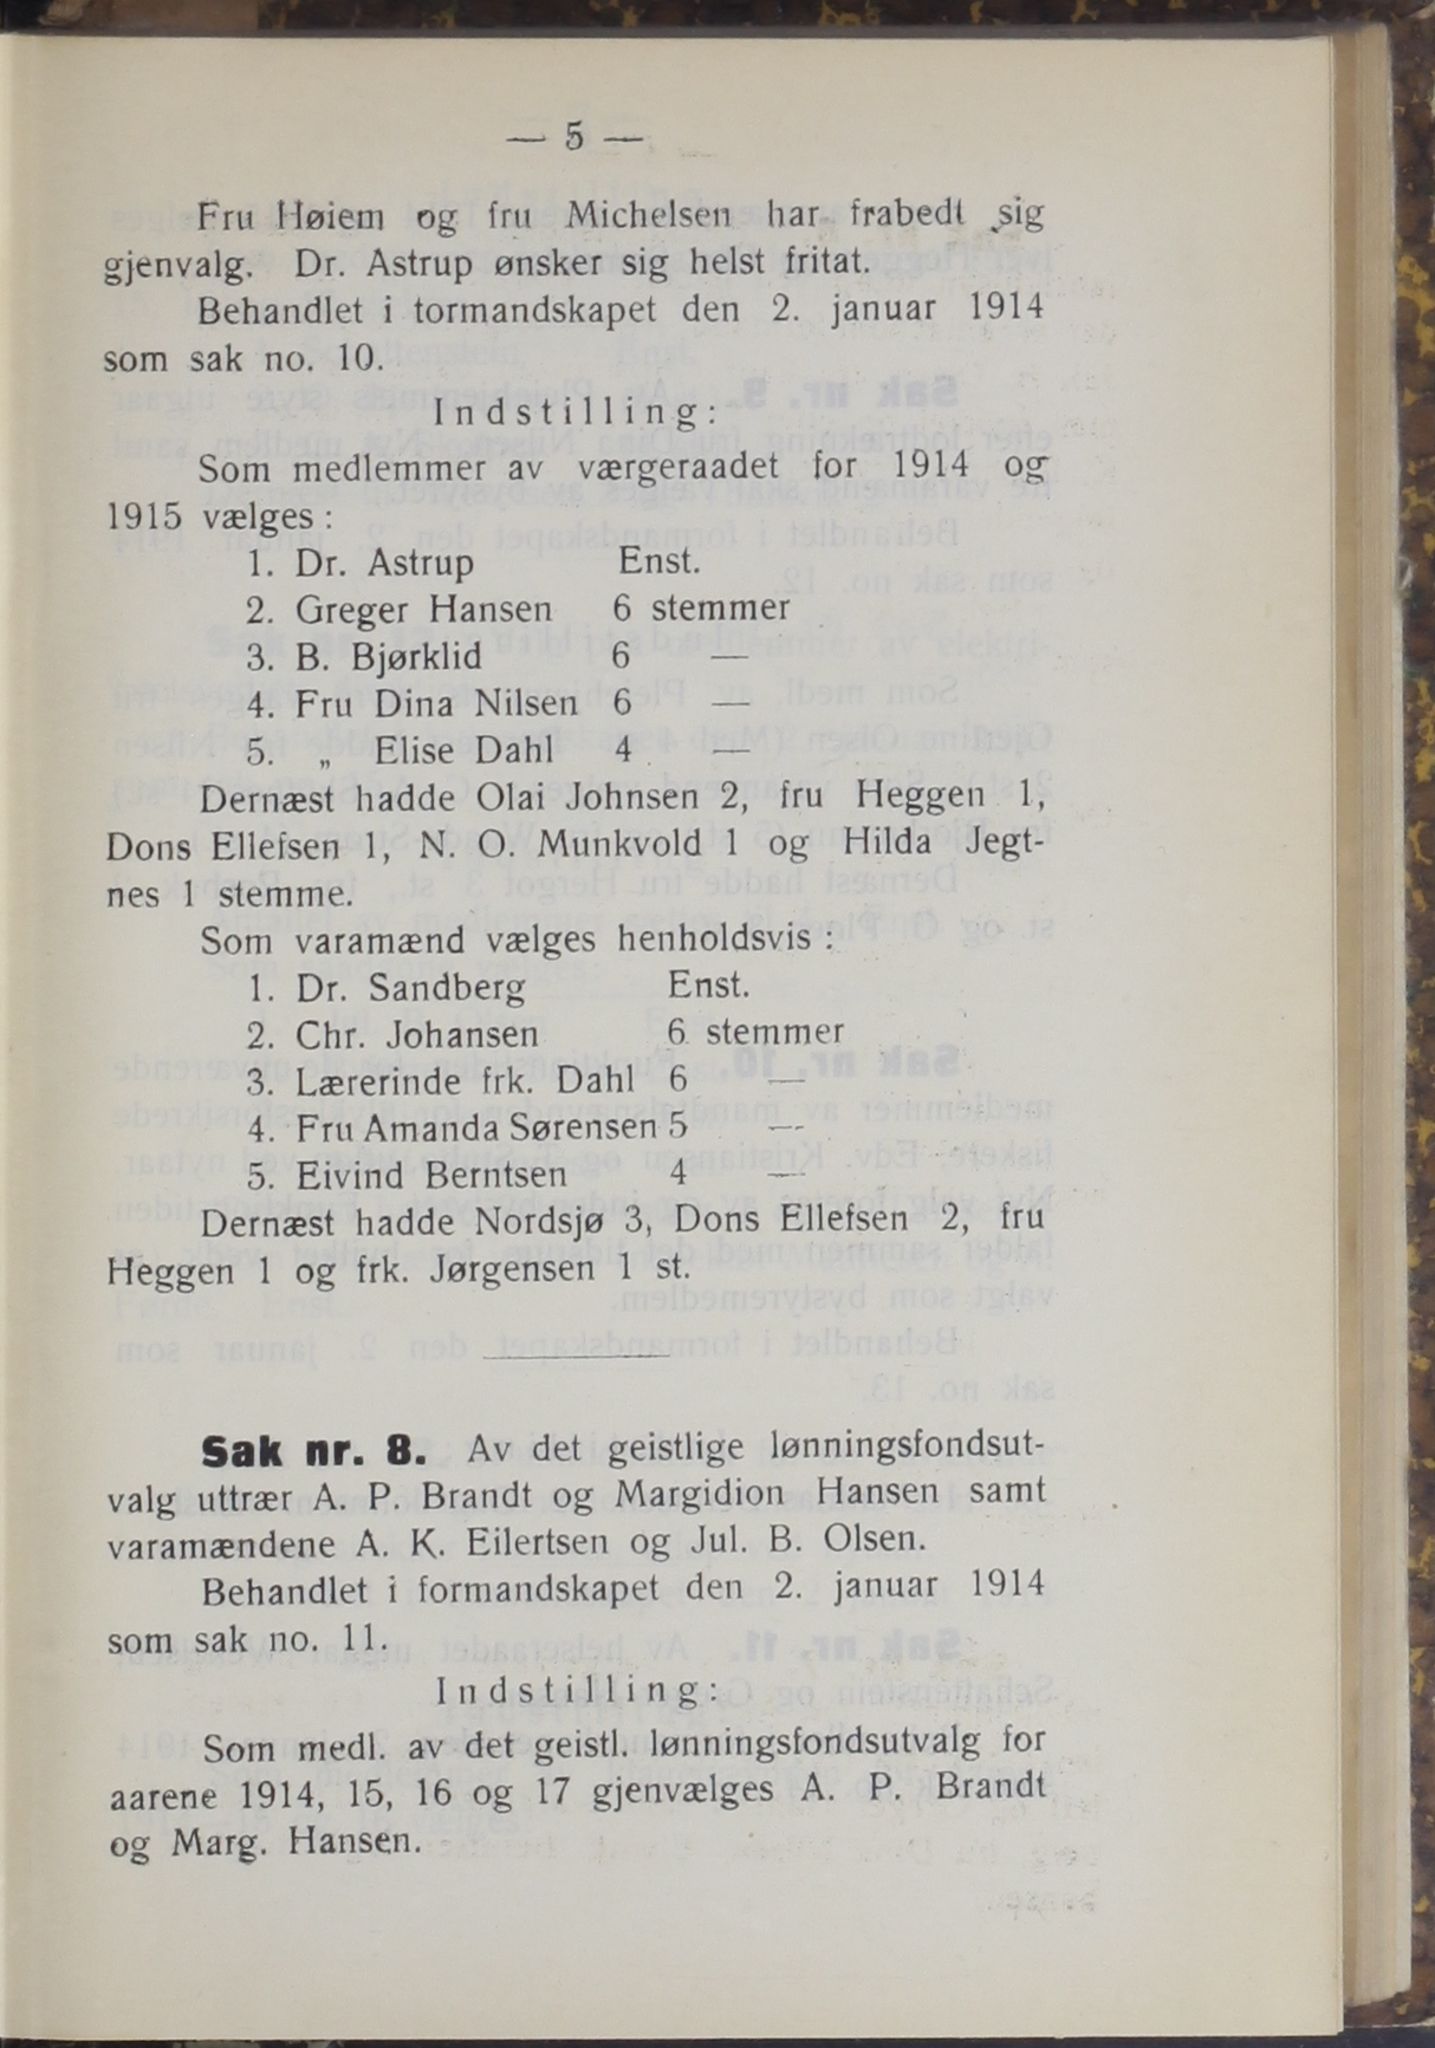 — 5 —
Fru Høiem og fru Michelsen har frabedt sig
gjenvalg. Dr. Astrup ønsker sig helst fritat.
Behandlet i tormandskapet den 2. januar 1914
som sak no. 10.
Indstilling:
Som medlemmer av værgeraadet for 1914 og
1915 vælges:
1. Dr. Astrup Enst.
2. Greger Hansen 6 stemmer
3. B. Bjørklid 6 —
4. Fru Dina Nilsen 6 —
5. „ Elise Dahl 4 —
Dernæst hadde Olai Johnsen 2, fru Heggen 1,
Dons Ellefsen 1, N. O. Munkvold 1 og Hilda Jegt-
nes 1 stemme.
Som varamænd vælges henholdsvis:
1. Dr. Sandberg Enst.
2. Chr. Johansen 6 stemmer
3. Lærerinde frk. Dahl 6 —
4. Fru Amanda Sørensen 5 —
5. Eivind Berntsen 4 —
Dernæst hadde Nordsjø 3, Dons Ellefsen 2, fru
Heggen 1 og frk. Jørgensen 1 st.
Sak nr. 8. Av det geistlige lønningsfondsut-
valg uttrær A. P. Brandt og Margidion Hansen samt
varamændene A. K. Eilertsen og Jul. B. Olsen.
Behandlet i formandskapet den 2. januar 1914
som sak no. 11.
Indstilling:
Som medl. av det geistl. lønningsfondsutvalg for
aarene 1914, 15, 16 og 17 gjenvælges A. P. Brandt
og Marg. Hansen.